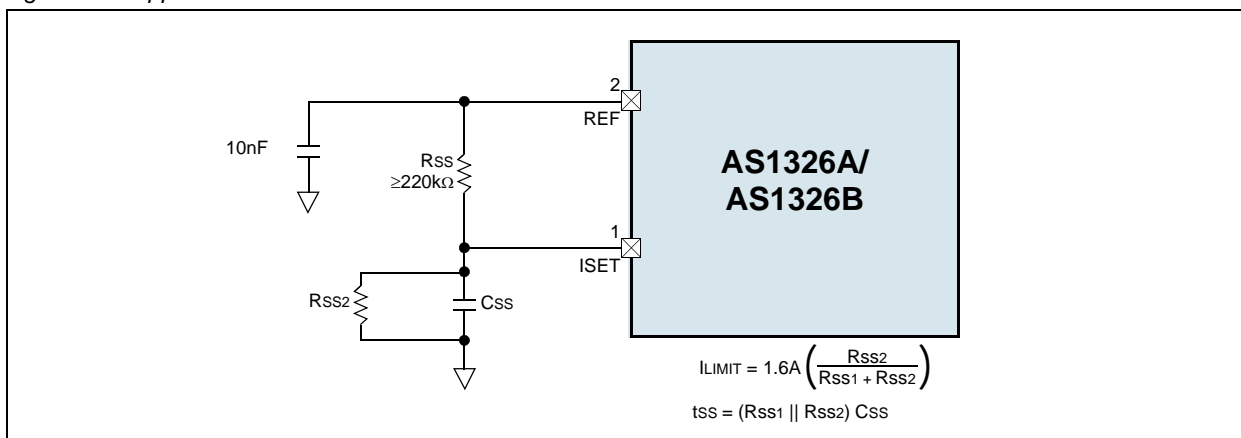 2
REF
10nF
RSS
≥220kΩ
AS1326A/
AS1326B
1
ISET
RSS2
CSS
ILIMIT = 1.6A (RSS2 / RSS1 + RSS2)
tSS = (RSS1 || RSS2) CSS